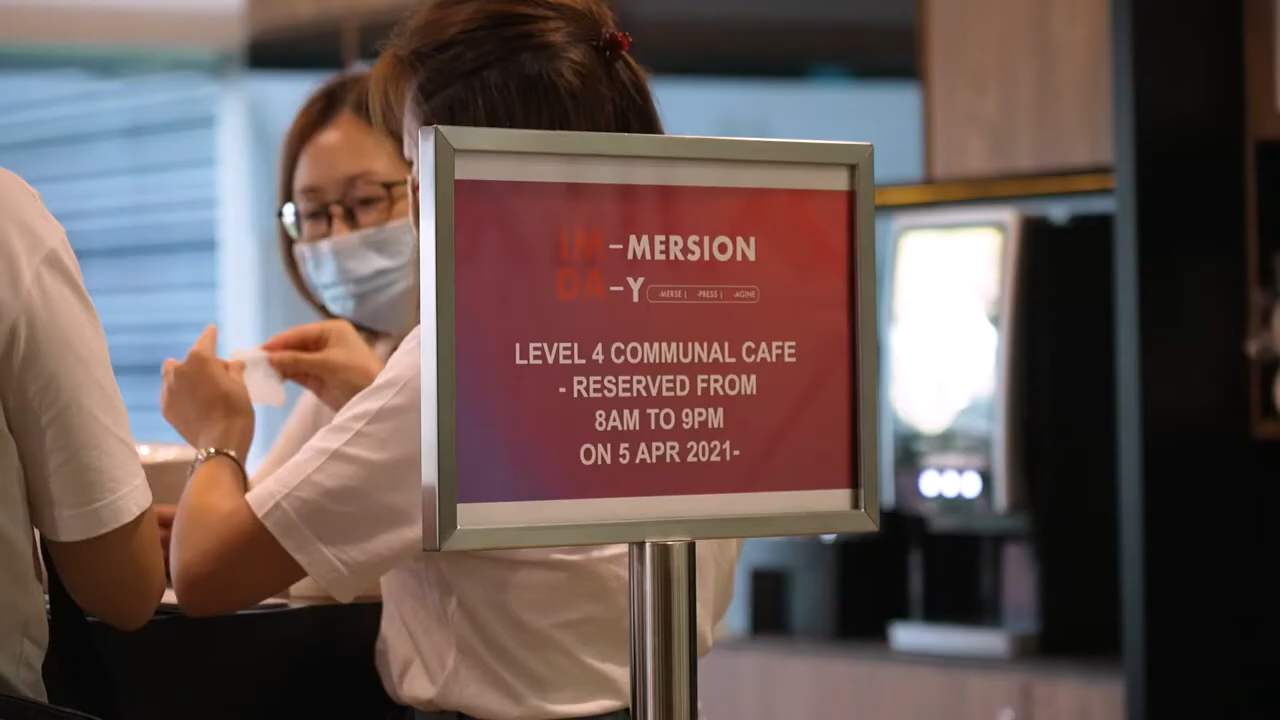 IM-MERSION
DA-Y -MERSE | -PRESS | -AGINE
LEVEL 4 COMMUNAL CAFE
- RESERVED FROM
8AM TO 9PM
ON 5 APR 2021-